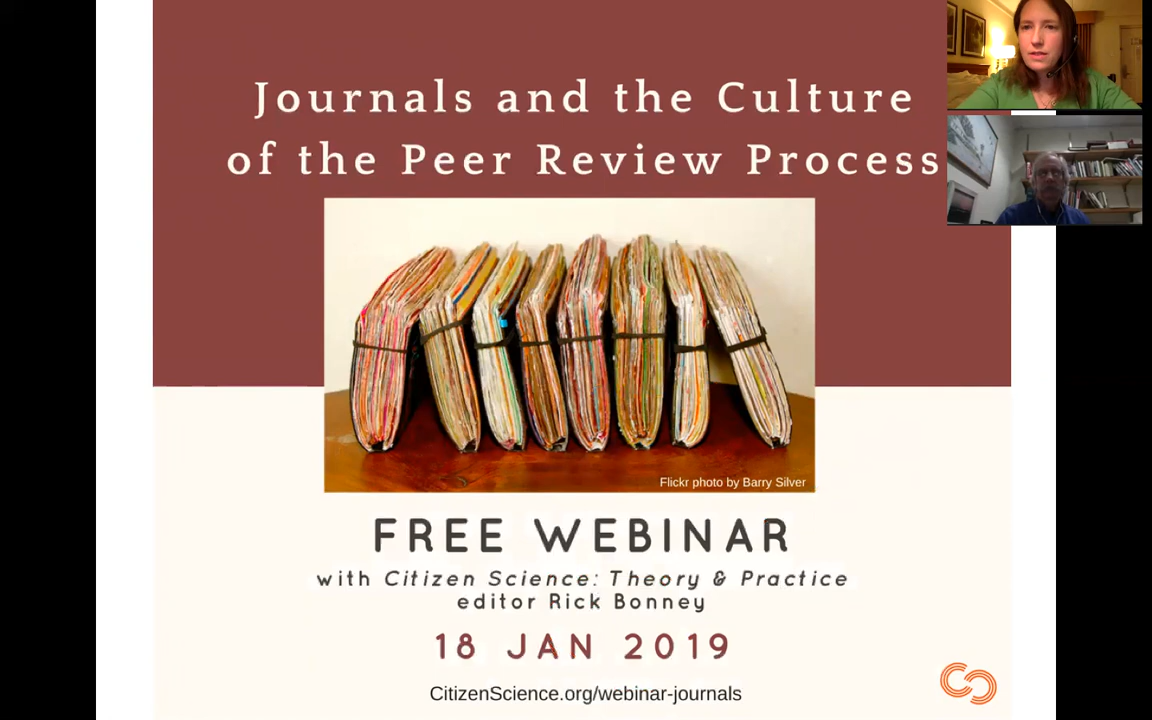 Journals and the Culture
of the Peer Review Process
Flickr photo by Barry Silver
FREE WEBINAR
with Citizen Science: Theory & Practice
editor Rick Bonney
18 JAN 2019
CitizenScience.org/webinar-journals